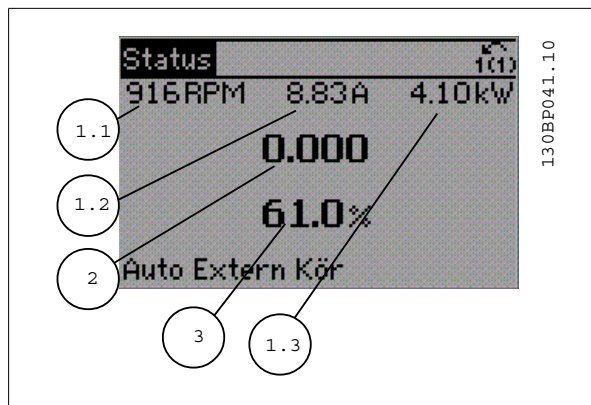 Status
1(1)
916RPM 8.83A 4.10kW
0.000
61.0%
Auto Extern Kör
1.1
1.2
2
3
1.3
130BP041.10